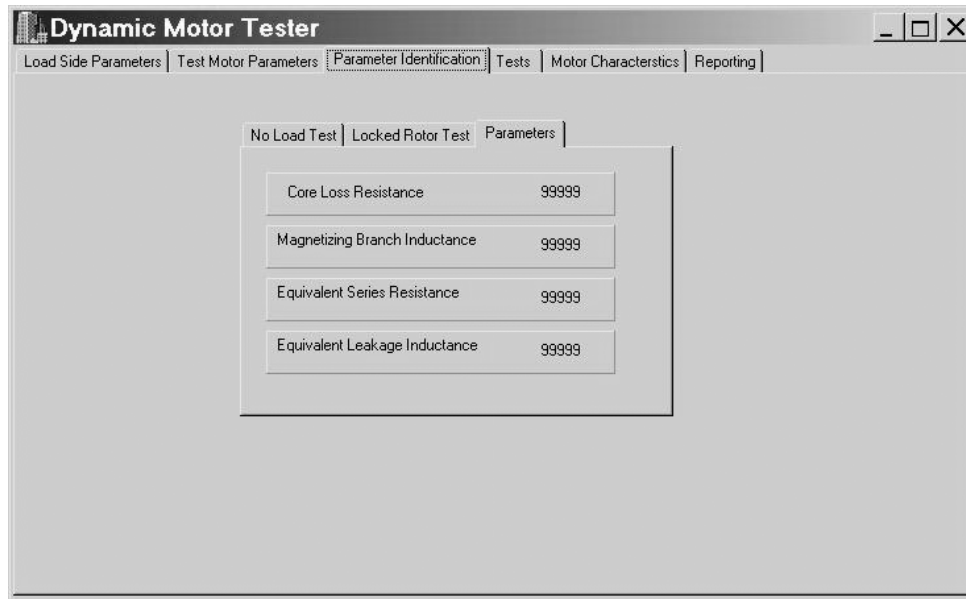 Dynamic Motor Tester
Load Side Parameters Test Motor Parameters Parameter Identification Tests Motor Characterstics Reporting
No Load Test Locked Rotor Test Parameters
Core Loss Resistance 99999
Magnetizing Branch Inductance 99999
Equivalent Series Resistance 99999
Equivalent Leakage Inductance 99999